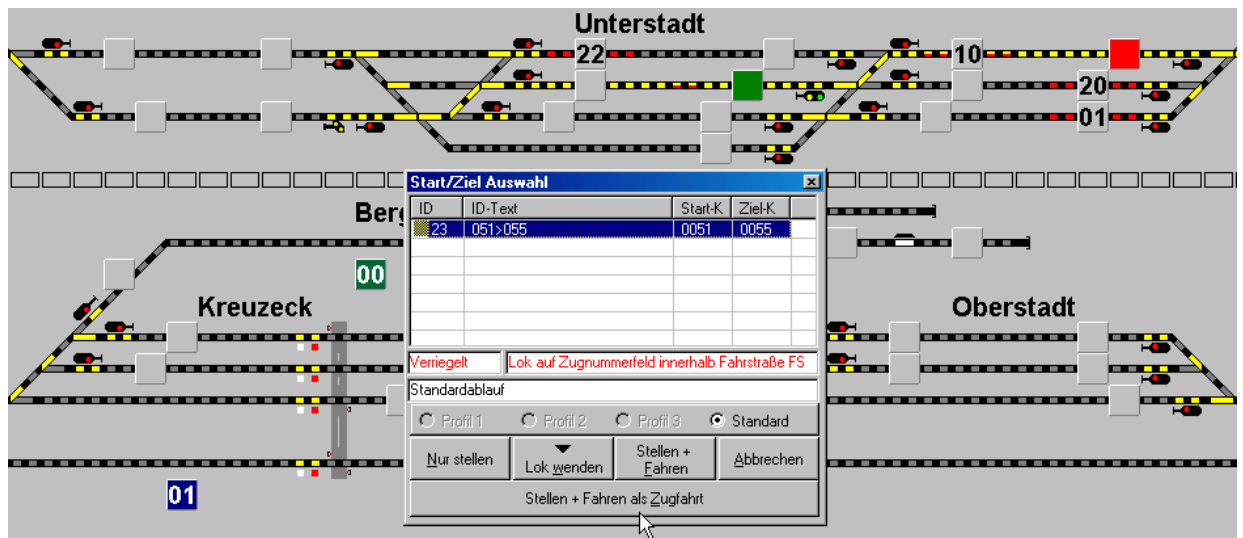 Unterstadt
22
10
20
01
Start/Ziel Auswahl
ID ID-Text Start-K Ziel-K
23 051>055 0051 0055
Berg
00
Kreuzeck
Oberstadt
Verriegelt Lok auf Zugnummerfeld innerhalb Fahrstraße FS
Standardablauf
Profil 1 Profil 2 Profil 3 Standard
Nur stellen Lok wenden Stellen + Fahren Abbrechen
Stellen + Fahren als Zugfahrt
01